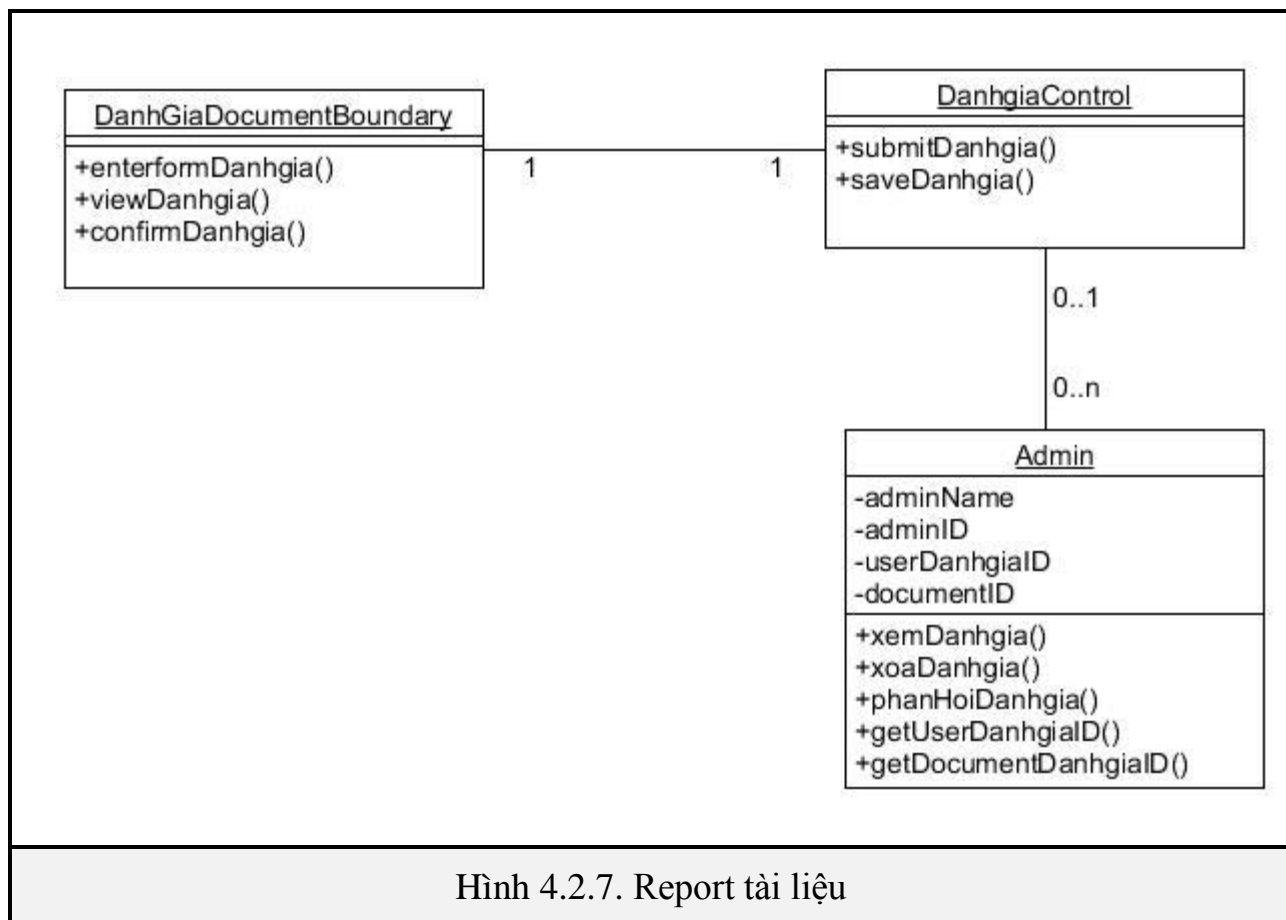 DanhGiaDocumentBoundary
+enterformDanhgia()
+viewDanhgia()
+confirmDanhgia()
1
1
DanhgiaControl
+submitDanhgia()
+saveDanhgia()
0..1
0..n
Admin
-adminName
-adminID
-userDanhgiaID
-documentID
+xemDanhgia()
+xoaDanhgia()
+phanHoiDanhgia()
+getUserDanhgiaID()
+getDocumentDanhgiaID()
Hình 4.2.7. Report tài liệu